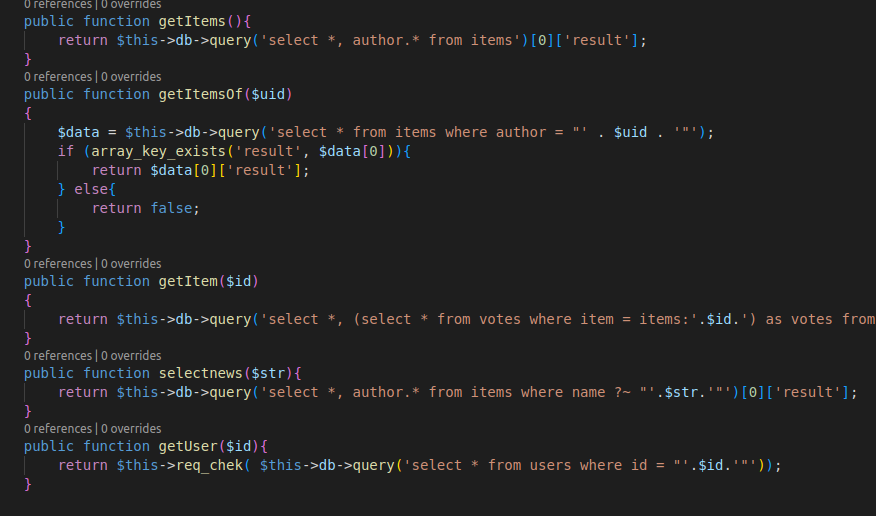 0 references | 0 overrides
public function getItems(){
return $this->db->query('select *, author.* from items')[0]['result'];
}
0 references | 0 overrides
public function getItemsOf($uid)
{
$data = $this->db->query('select * from items where author = "' . $uid . '"');
if (array_key_exists('result', $data[0])){
return $data[0]['result'];
} else{
return false;
}
}
0 references | 0 overrides
public function getItem($id)
{
return $this->db->query('select *, (select * from votes where item = items:'.$id.') as votes from
}
0 references | 0 overrides
public function selectnews($str){
return $this->db->query('select *, author.* from items where name ?~ "'.$str.'"')[0]['result'];
}
0 references | 0 overrides
public function getUser($id){
return $this->req_chek( $this->db->query('select * from users where id = "'.$id.'"'));
}